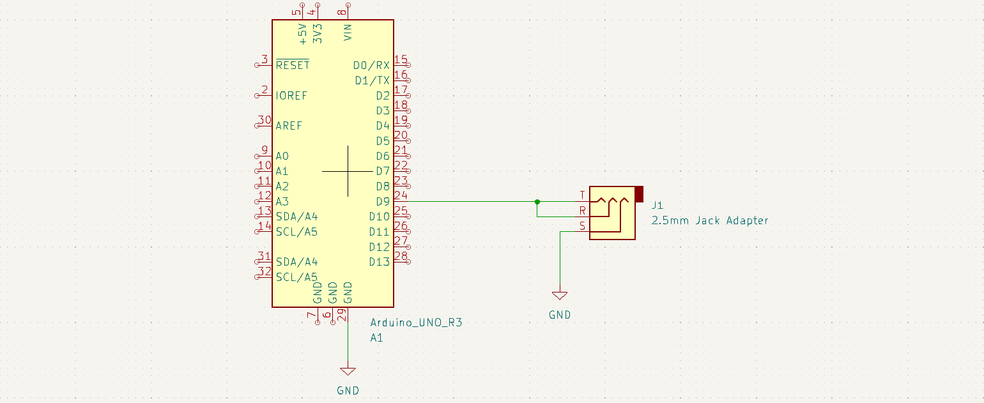 5
4
8
+5V
3V3
VIN
3
RESET
D0/RX
15
D1/TX
16
2
IOREF
D2
17
D3
18
30
AREF
D4
19
D5
20
9
A0
D6
21
10
A1
D7
22
11
A2
D8
23
12
A3
D9
24
13
SDA/A4
D10
25
14
SCL/A5
D11
26
D12
27
31
SDA/A4
D13
28
32
SCL/A5
GND
GND
GND
7
6
29
Arduino_UNO_R3
A1
GND
T
R
S
J1
2.5mm Jack Adapter
GND